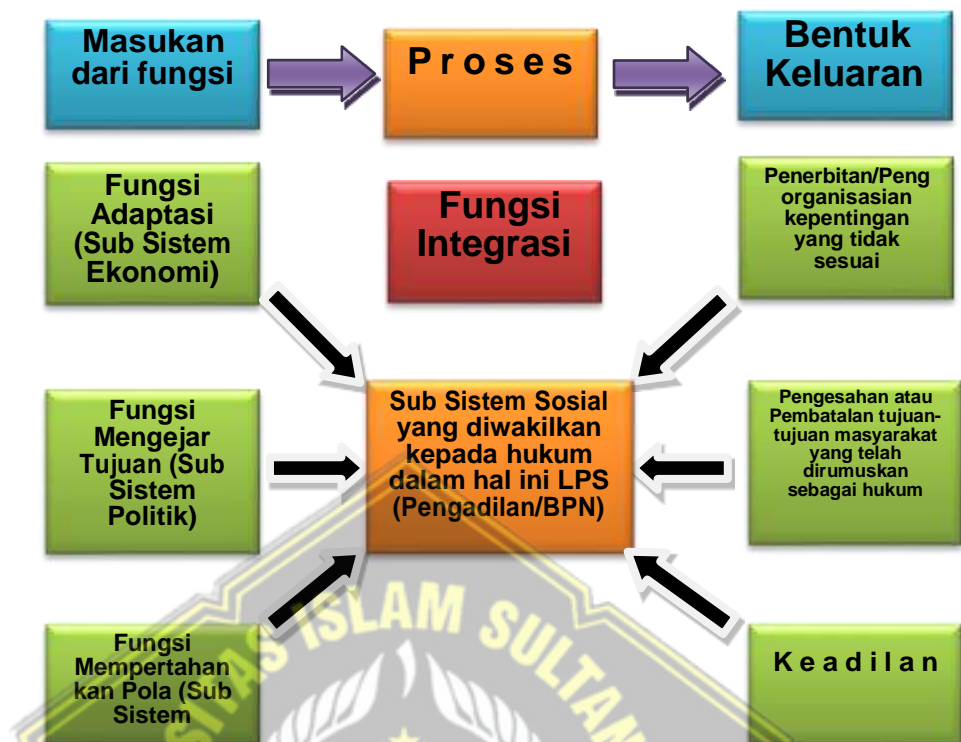 Masukan
dari fungsi
P r o s e s
Bentuk
Keluaran
Fungsi
Adaptasi
(Sub Sistem
Ekonomi)
Fungsi
Integrasi
Penerbitan/Peng
organisasian
kepentingan
yang tidak
sesuai
Fungsi
Mengejar
Tujuan (Sub
Sistem
Politik)
Sub Sistem Sosial
yang diwakilkan
kepada hukum
dalam hal ini LPS
(Pengadilan/BPN)
Pengesahan atau
Pembatalan tujuan-
tujuan masyarakat
yang telah
dirumuskan
sebagai hukum
Fungsi
Mempertahan
kan Pola (Sub
Sistem
K e a d i l a n
ISLAM SULTAN